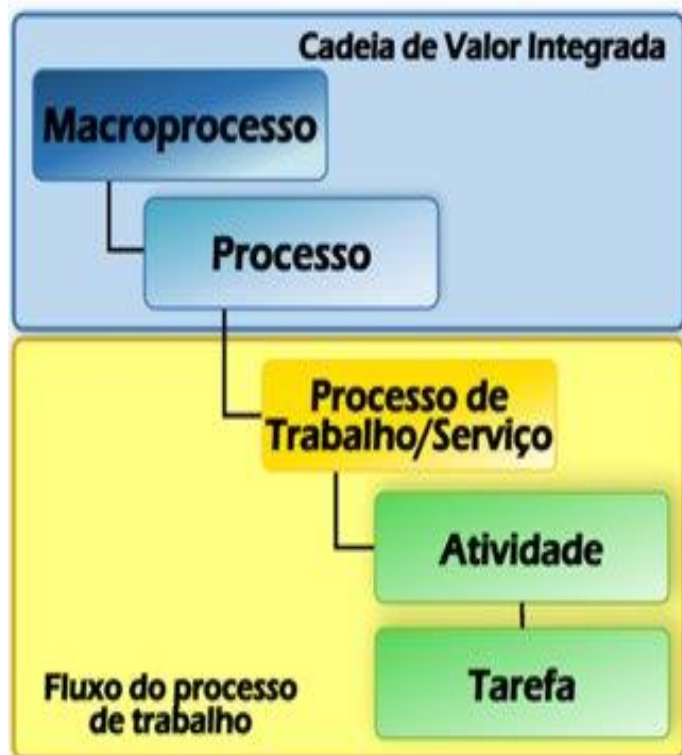 Cadeia de Valor Integrada
Macroprocesso
Processo
Processo de
Trabalho/Serviço
Atividade
Tarefa
Fluxo do processo
de trabalho